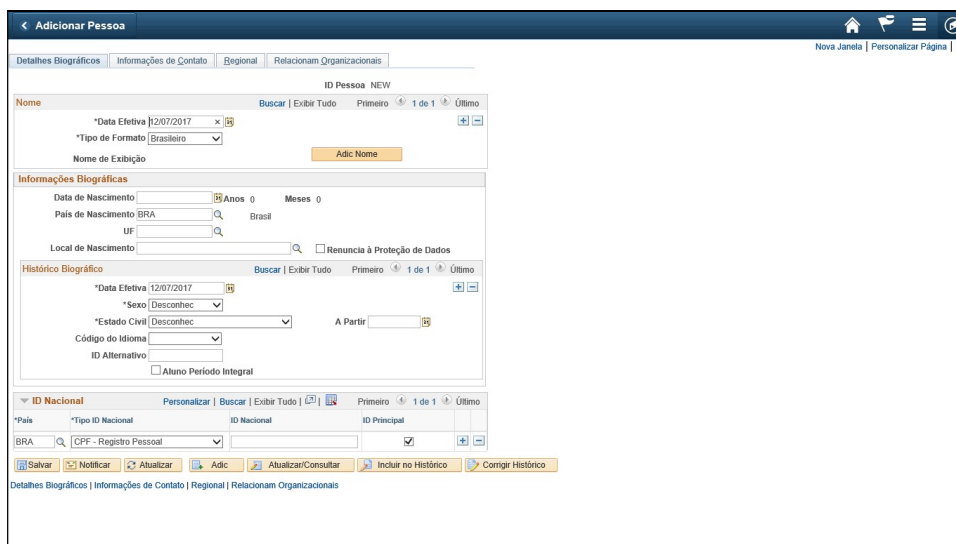 Adicionar Pessoa
Nova Janela | Personalizar Página |
Detalhes Biográficos Informações de Contato Regional Relacionam Organizacionais
ID Pessoa NEW
Nome Buscar | Exibir Tudo Primeiro 1 de 1 Último
*Data Efetiva 12/07/2017
*Tipo de Formato Brasileiro
Nome de Exibição Adic Nome
Informações Biográficas
Data de Nascimento Anos 0 Meses 0
País de Nascimento BRA Brasil
UF
Local de Nascimento Renuncia à Proteção de Dados
Histórico Biográfico Buscar | Exibir Tudo Primeiro 1 de 1 Último
*Data Efetiva 12/07/2017
*Sexo Desconhec
*Estado Civil Desconhec A Partir
Código do Idioma
ID Alternativo
Aluno Período Integral
ID Nacional Personalizar | Buscar | Exibir Tudo | | Primeiro 1 de 1 Último
*País *Tipo ID Nacional ID Nacional ID Principal
BRA CPF - Registro Pessoal
Salvar Notificar Atualizar Adic Atualizar/Consultar Incluir no Histórico Corrigir Histórico
Detalhes Biográficos | Informações de Contato | Regional | Relacionam Organizacionais